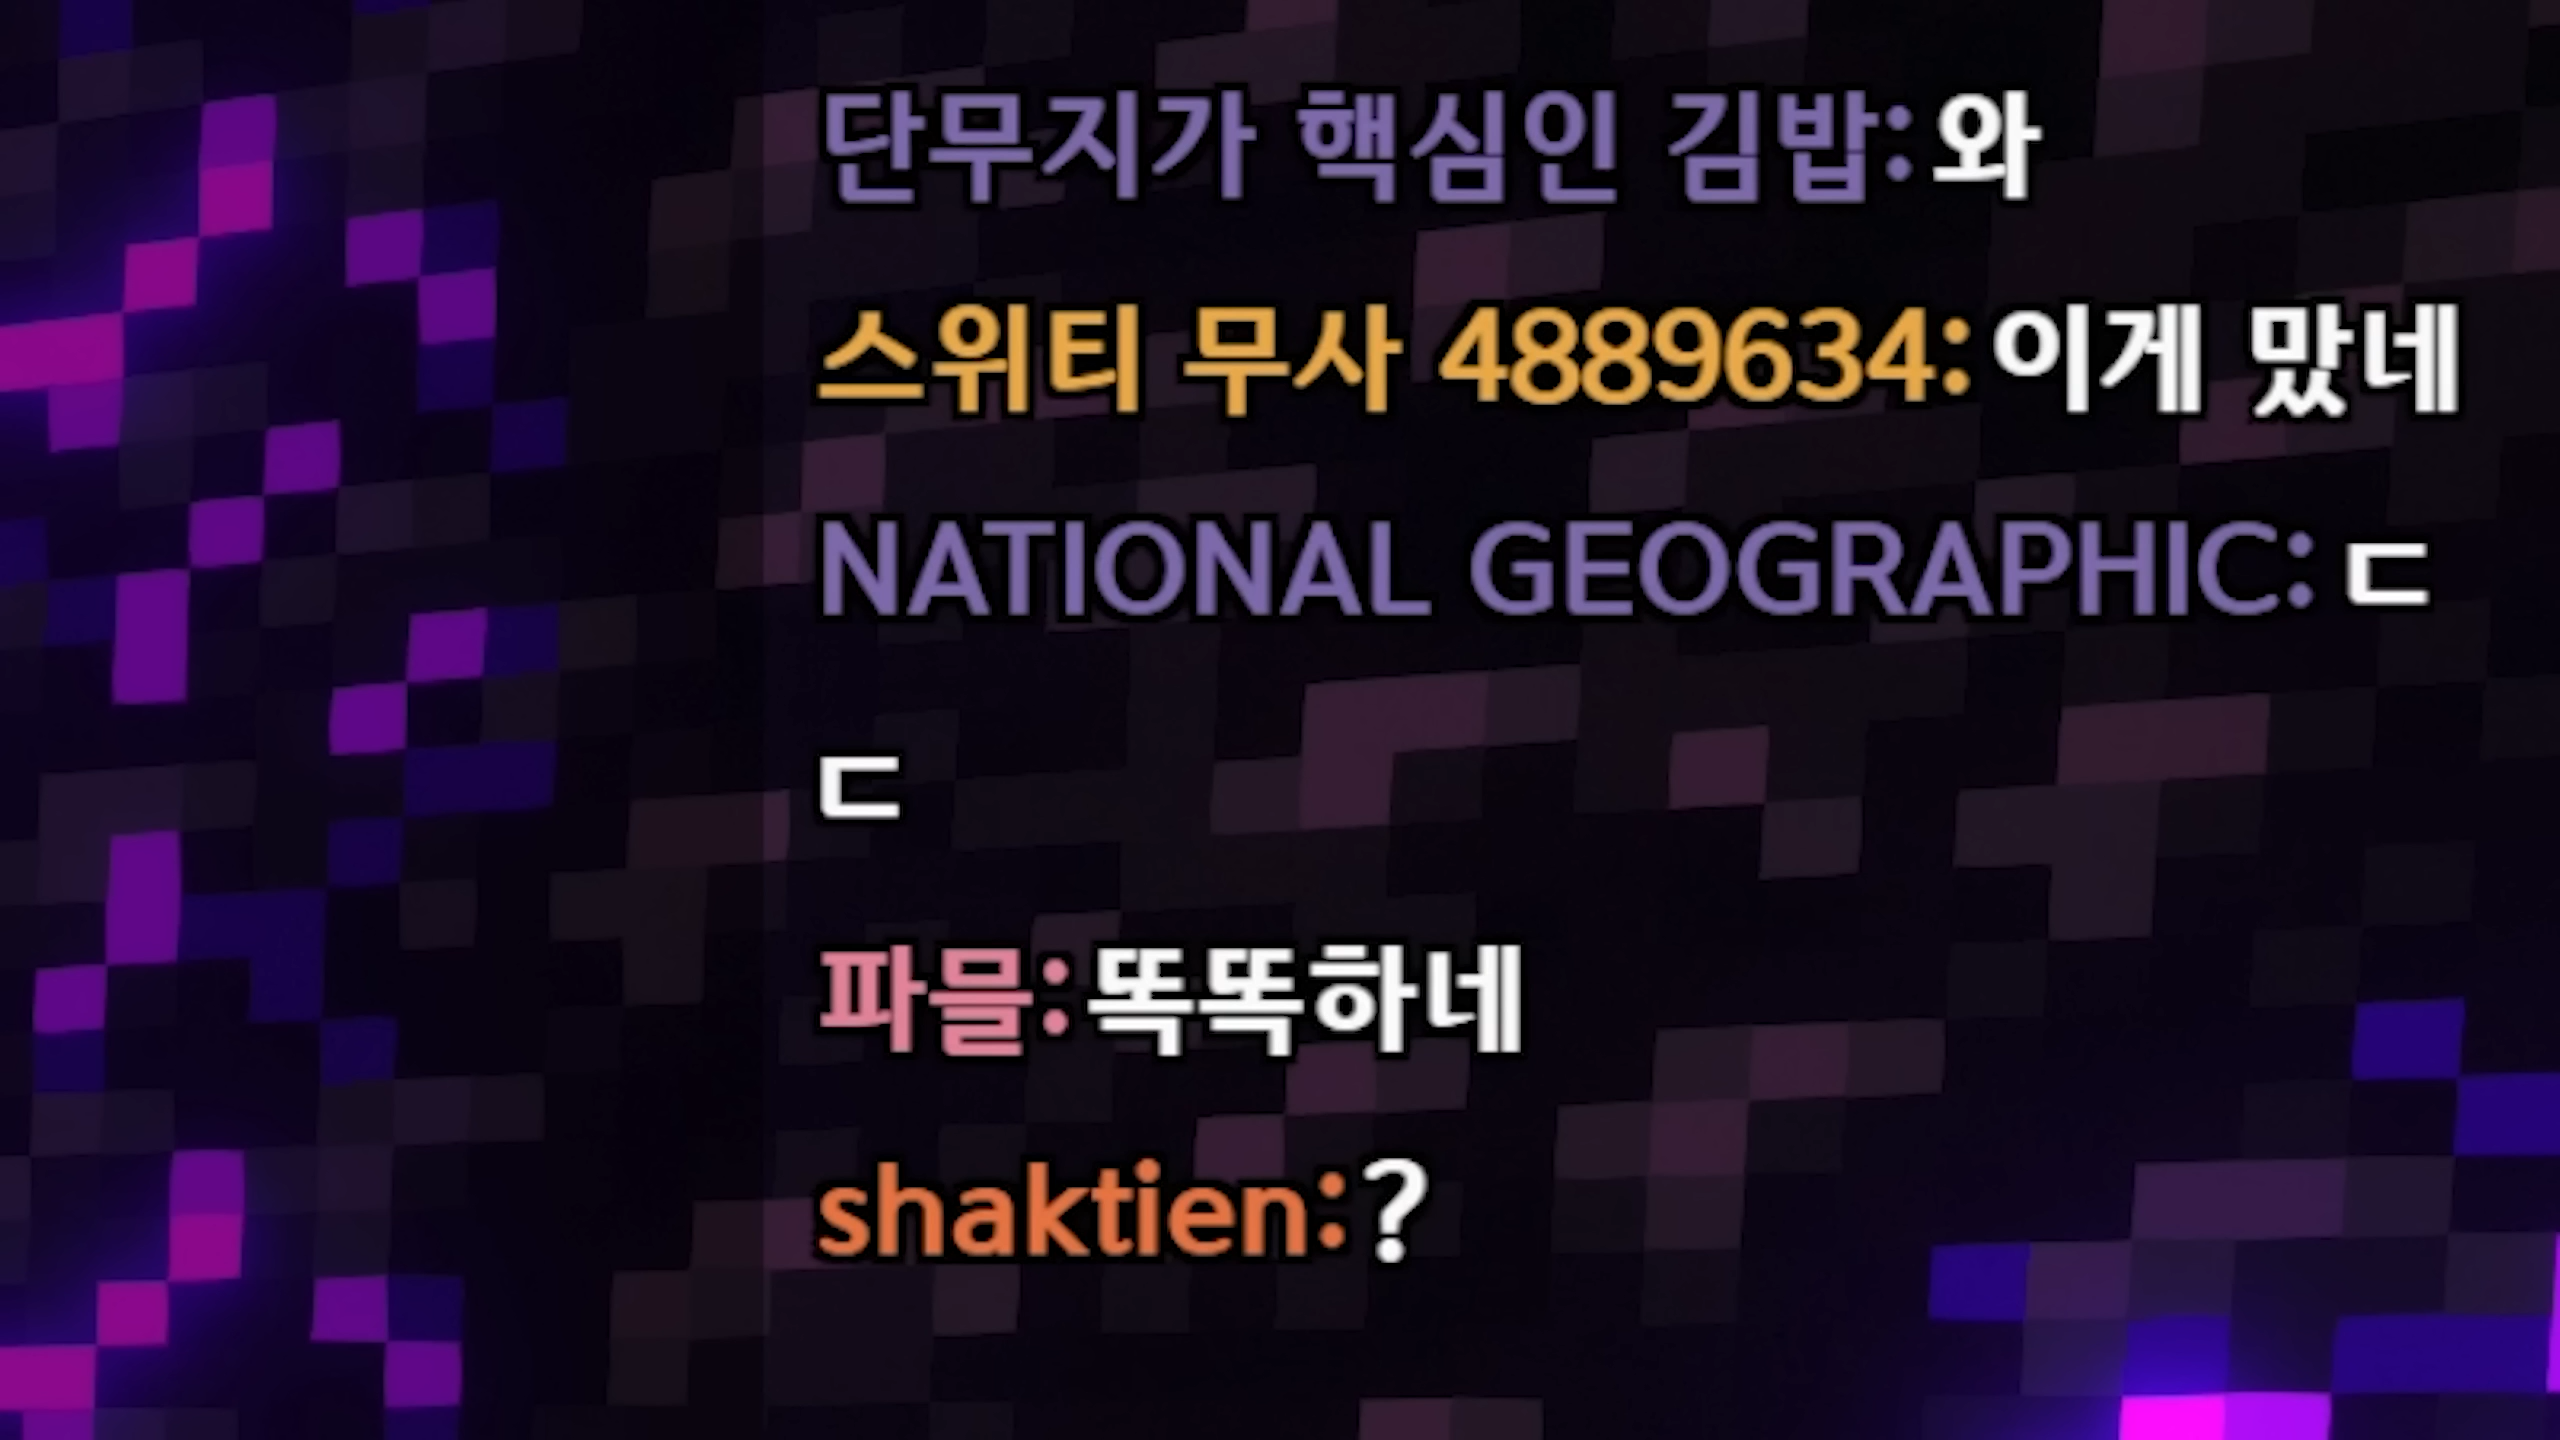 단무지가 핵심인 김밥: 와
스위티 무사 4889634: 이게 맜네
NATIONAL GEOGRAPHIC: ㄷ
ㄷ
파믈: 똑똑하네
shaktien: ?